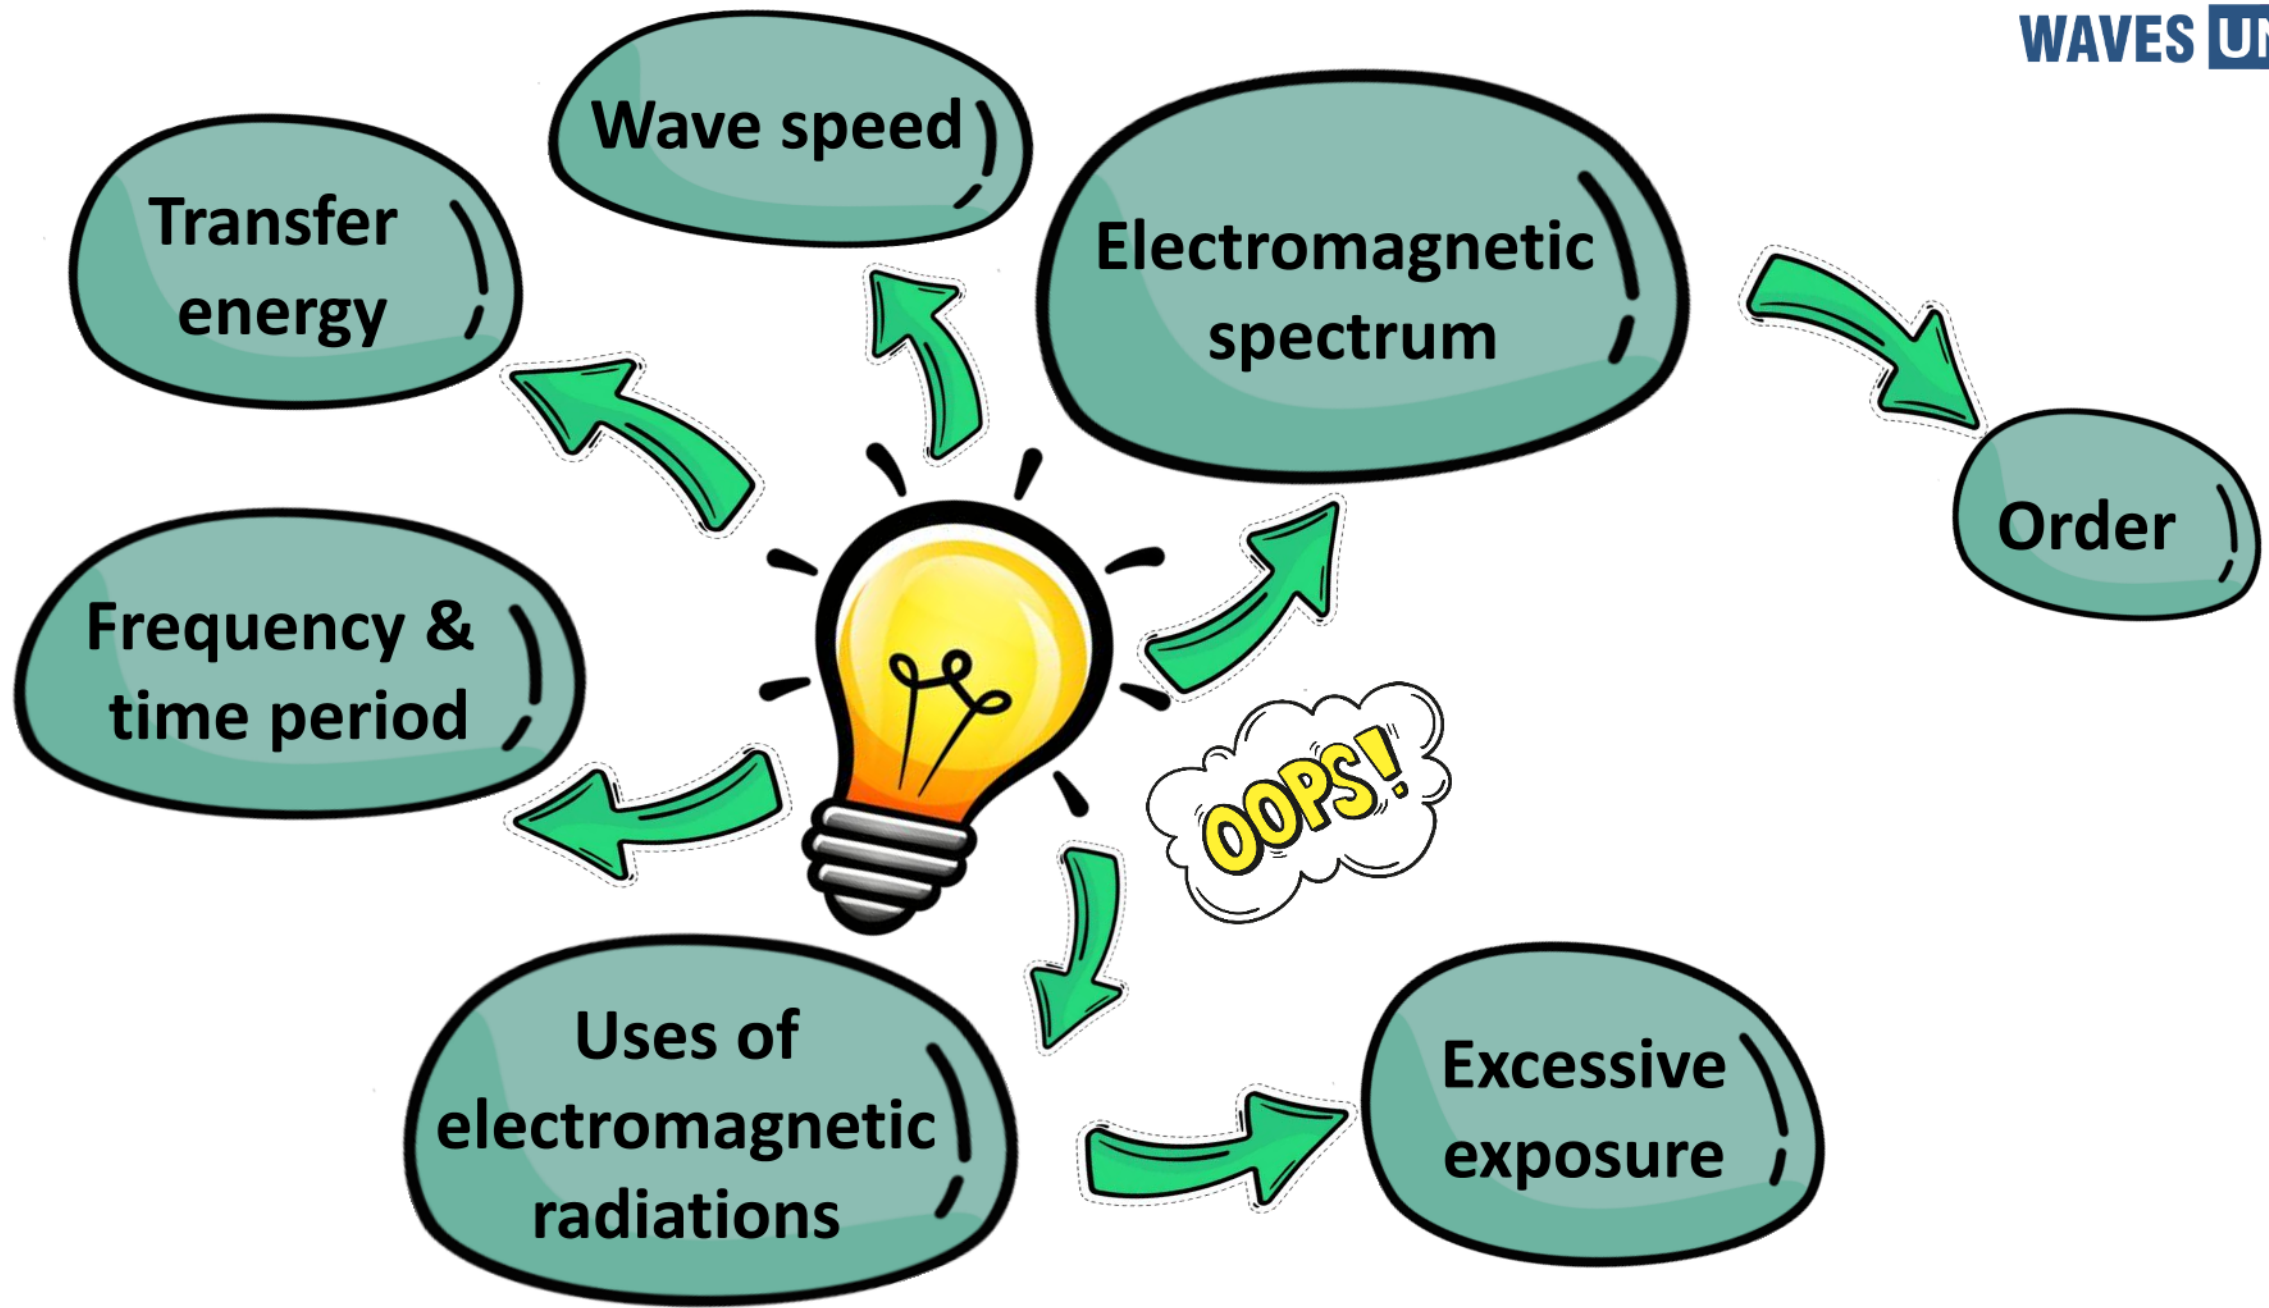 WAVES
Wave speed
Transfer
energy
Electromagnetic
spectrum
Order
Frequency &
time period
OOPS!
Uses of
electromagnetic
radiations
Excessive
exposure